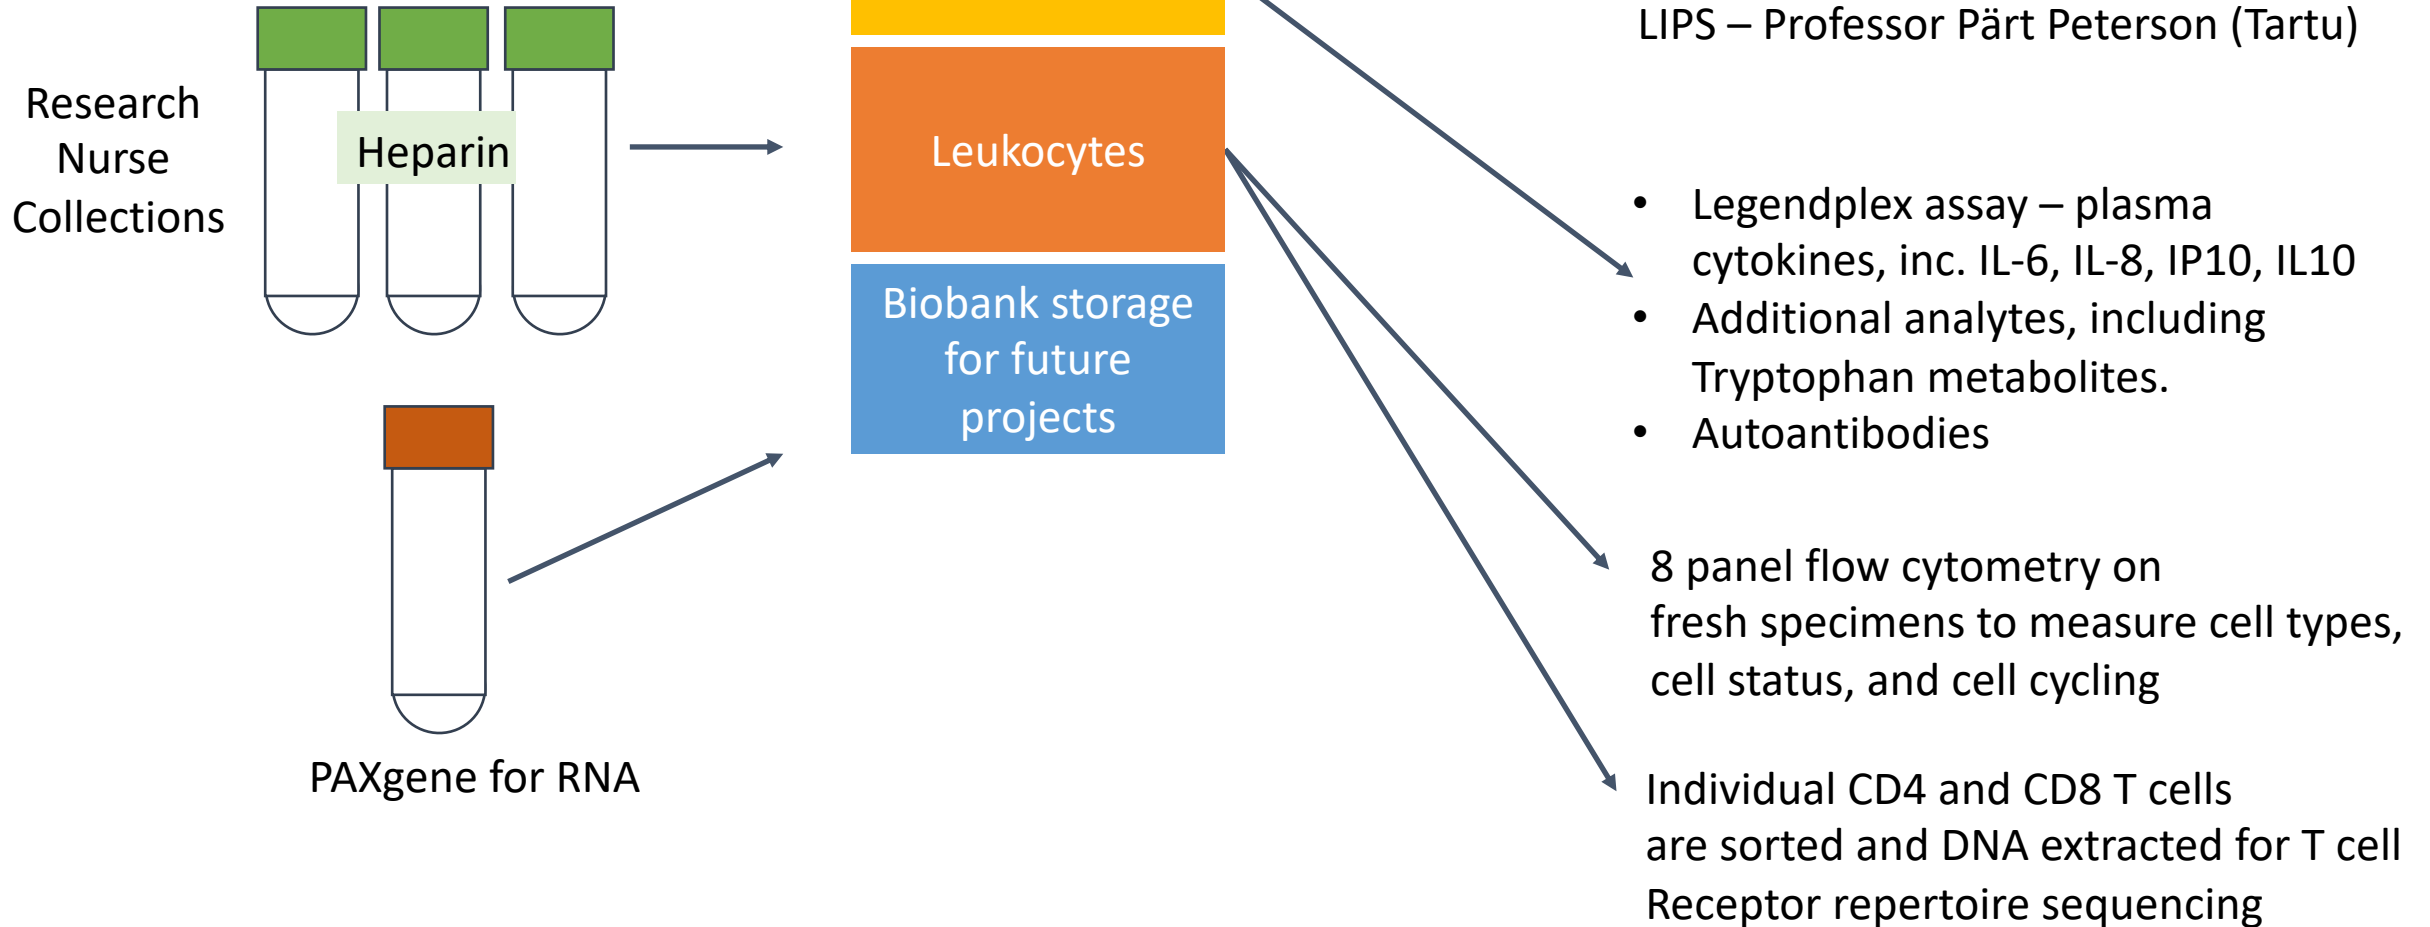 Research
Nurse
Collections
Heparin
PAXgene for RNA
Leukocytes
Biobank storage
for future
projects
LIPS – Professor Pärt Peterson (Tartu)
• Legendplex assay – plasma
cytokines, inc. IL-6, IL-8, IP10, IL10
• Additional analytes, including
Tryptophan metabolites.
• Autoantibodies
8 panel flow cytometry on
fresh specimens to measure cell types,
cell status, and cell cycling
Individual CD4 and CD8 T cells
are sorted and DNA extracted for T cell
Receptor repertoire sequencing